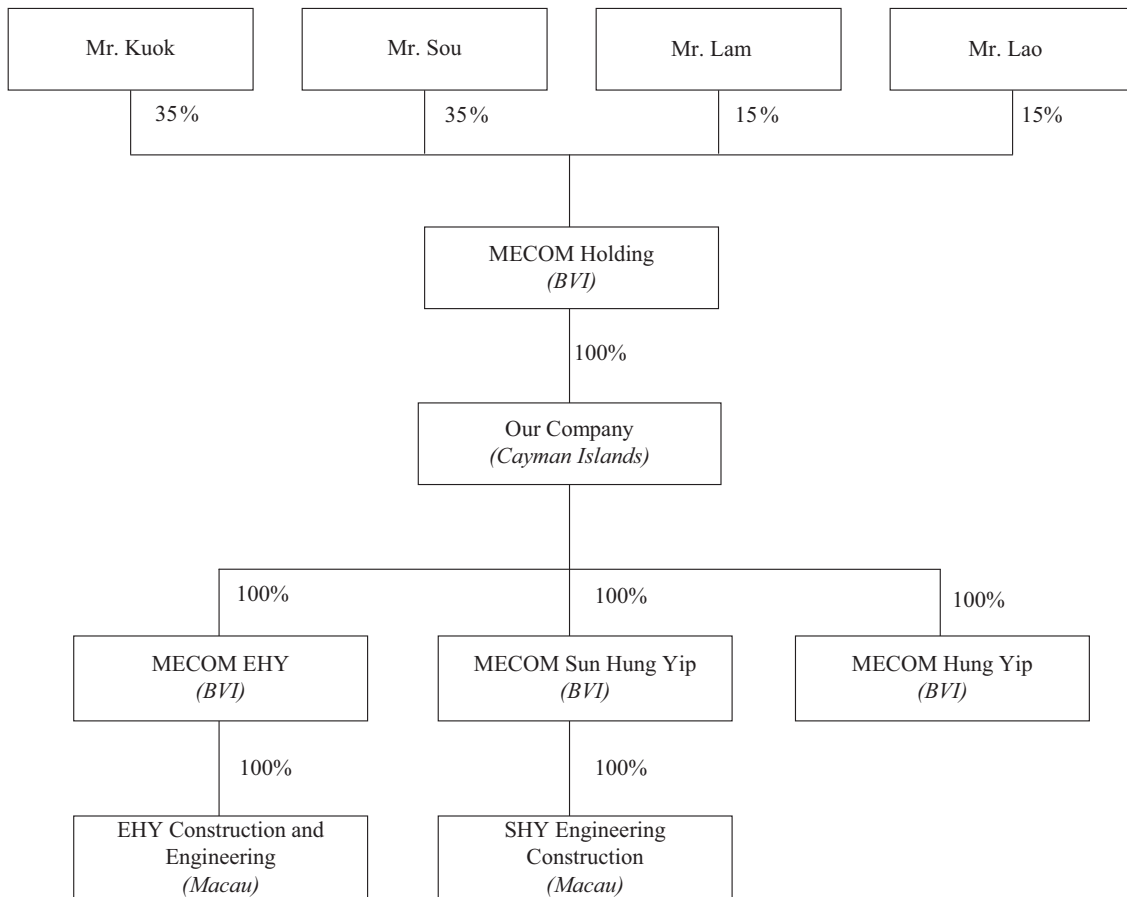 Mr. Kuok
Mr. Sou
Mr. Lam
Mr. Lao
35%
35%
15%
15%
MECOM Holding
(BVI)
100%
Our Company
(Cayman Islands)
100%
100%
100%
MECOM EHY
(BVI)
MECOM Sun Hung Yip
(BVI)
MECOM Hung Yip
(BVI)
100%
100%
EHY Construction and
Engineering
(Macau)
SHY Engineering
Construction
(Macau)